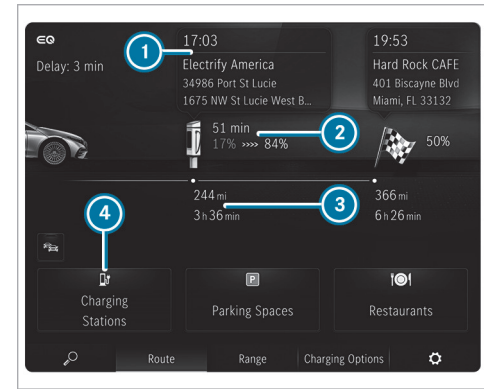 EQ
Delay: 3 min
1
17:03
Electrify America
34986 Port St Lucie
1675 NW St Lucie West B...
19:53
Hard Rock CAFE
401 Biscayne Blvd
Miami, FL 33132
51 min
17% »»» 84%
2
50%
244 mi
3 h 36 min
3
366 mi
6 h 26 min
4
Charging
Stations
P
Parking Spaces
Restaurants
Route
Range
Charging Options